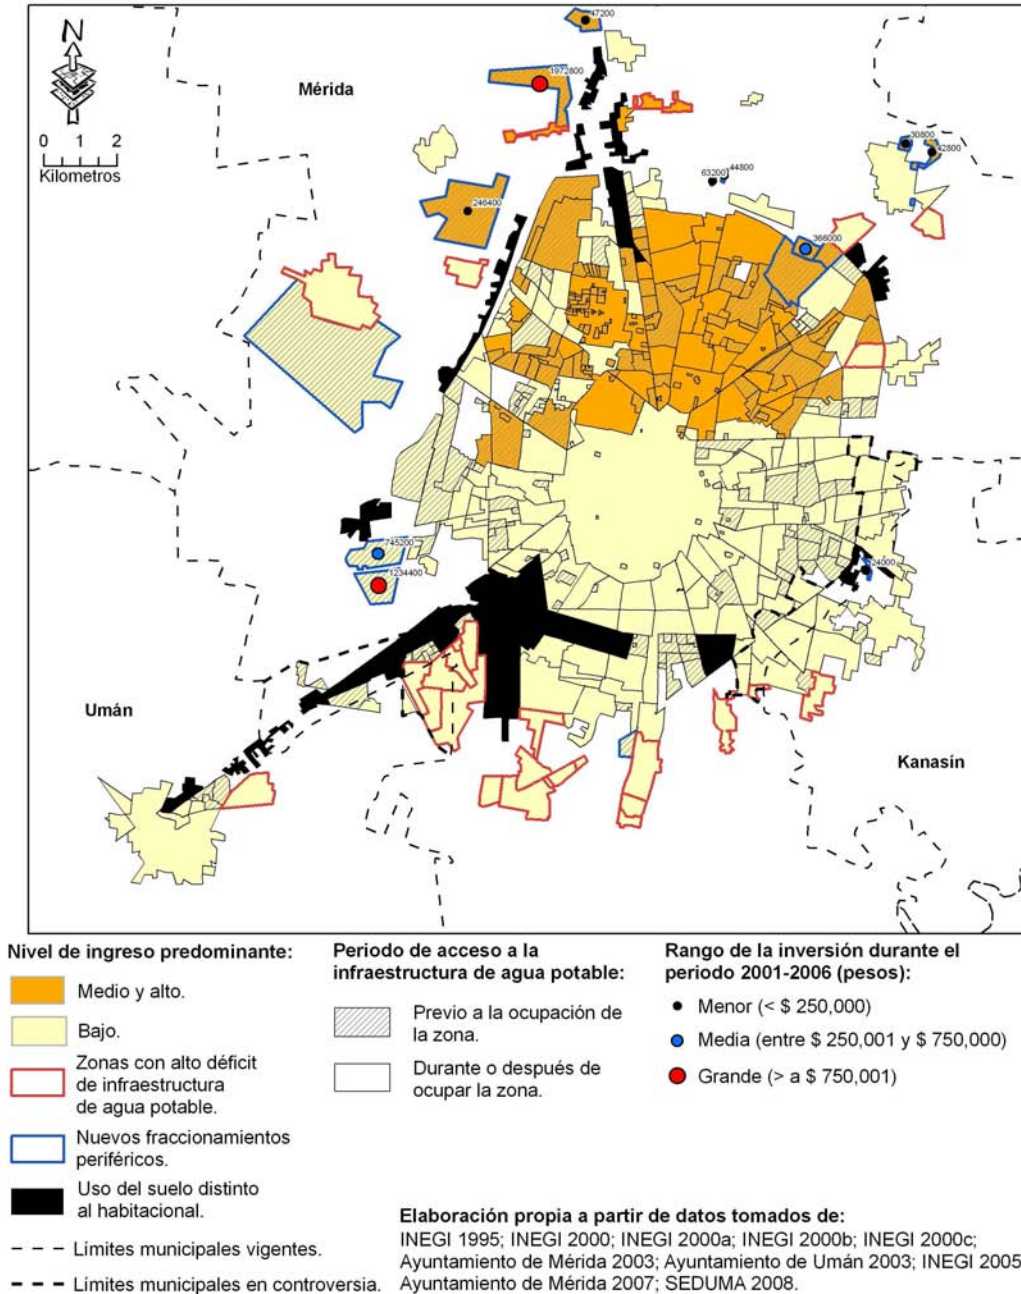 47200
N
1972800
Mérida
0 1 2
Kilometros
30800
42800
63200
44800
246400
366000
745200
1234400
24000
Umán
Kanasín
Nivel de ingreso predominante:
Medio y alto.
Bajo.
Zonas con alto déficit
de infraestructura
de agua potable.
Nuevos fraccionamientos
periféricos.
Uso del suelo distinto
al habitacional.
Límites municipales vigentes.
Límites municipales en controversia.
Periodo de acceso a la
infraestructura de agua potable:
Previo a la ocupación de
la zona.
Durante o después de
ocupar la zona.
Rango de la inversión durante el
periodo 2001-2006 (pesos):
Menor (< $ 250,000)
Media (entre $ 250,001 y $ 750,000)
Grande (> a $ 750,001)
Elaboración propia a partir de datos tomados de:
INEGI 1995; INEGI 2000; INEGI 2000a; INEGI 2000b; INEGI 2000c;
Ayuntamiento de Mérida 2003; Ayuntamiento de Umán 2003; INEGI 2005
Ayuntamiento de Mérida 2007; SEDUMA 2008.